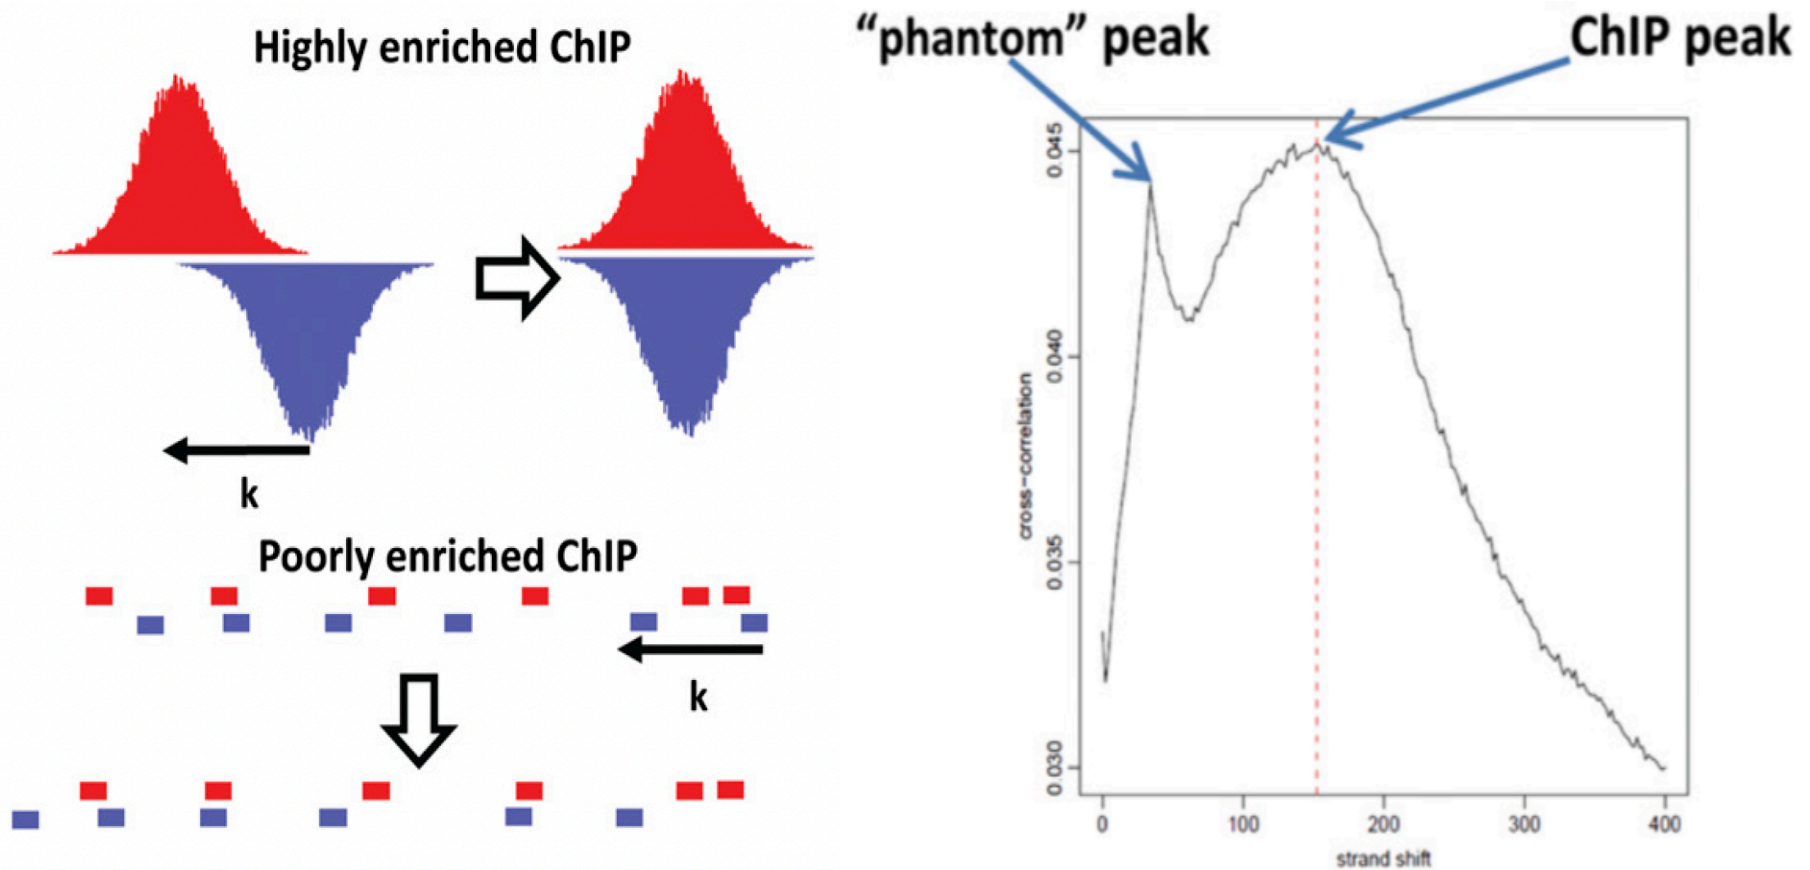 Highly enriched ChIP
k
Poorly enriched ChIP
k
“phantom” peak
ChIP peak
0.045
0.040
0.035
0.030
cross-correlation
0 100 200 300 400
strand shift